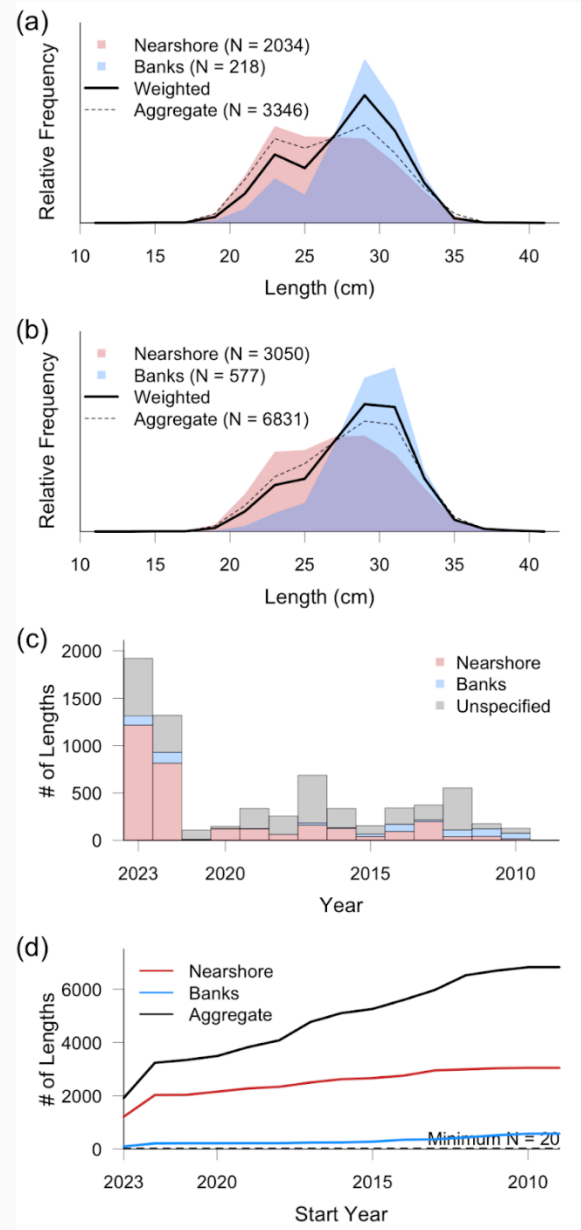 (a)
Nearshore (N = 2034)
Banks (N = 218)
Weighted
Aggregate (N = 3346)
Relative Frequency
10 15 20 25 30 35 40
Length (cm)
(b)
Nearshore (N = 3050)
Banks (N = 577)
Weighted
Aggregate (N = 6831)
Relative Frequency
10 15 20 25 30 35 40
Length (cm)
(c)
Nearshore
Banks
Unspecified
# of Lengths
2000
1500
1000
500
0
2023 2020 2015 2010
Year
(d)
Nearshore
Banks
Aggregate
# of Lengths
6000
4000
2000
0
Minimum N = 20
2023 2020 2015 2010
Start Year